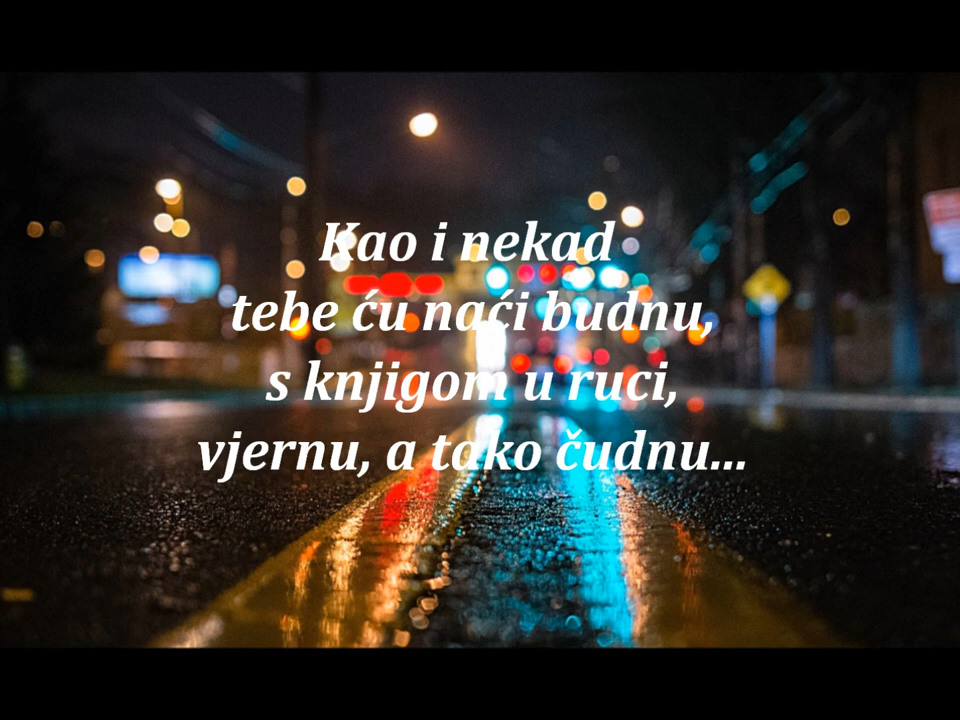 Kao i nekad
tebe ću naći budnu,
s knjigom u ruci,
vjernu, a tako čudnu...